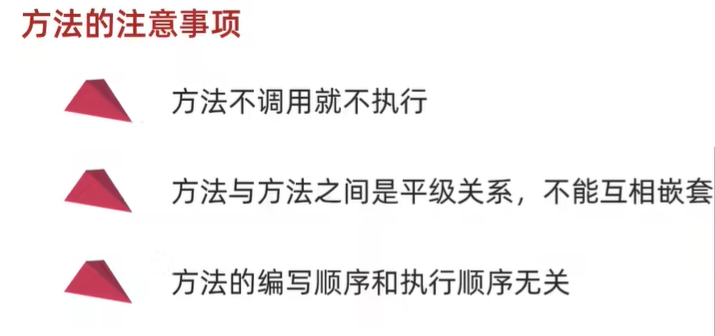 方法的注意事项
方法不调用就不执行
方法与方法之间是平级关系，不能互相嵌套
方法的编写顺序和执行顺序无关